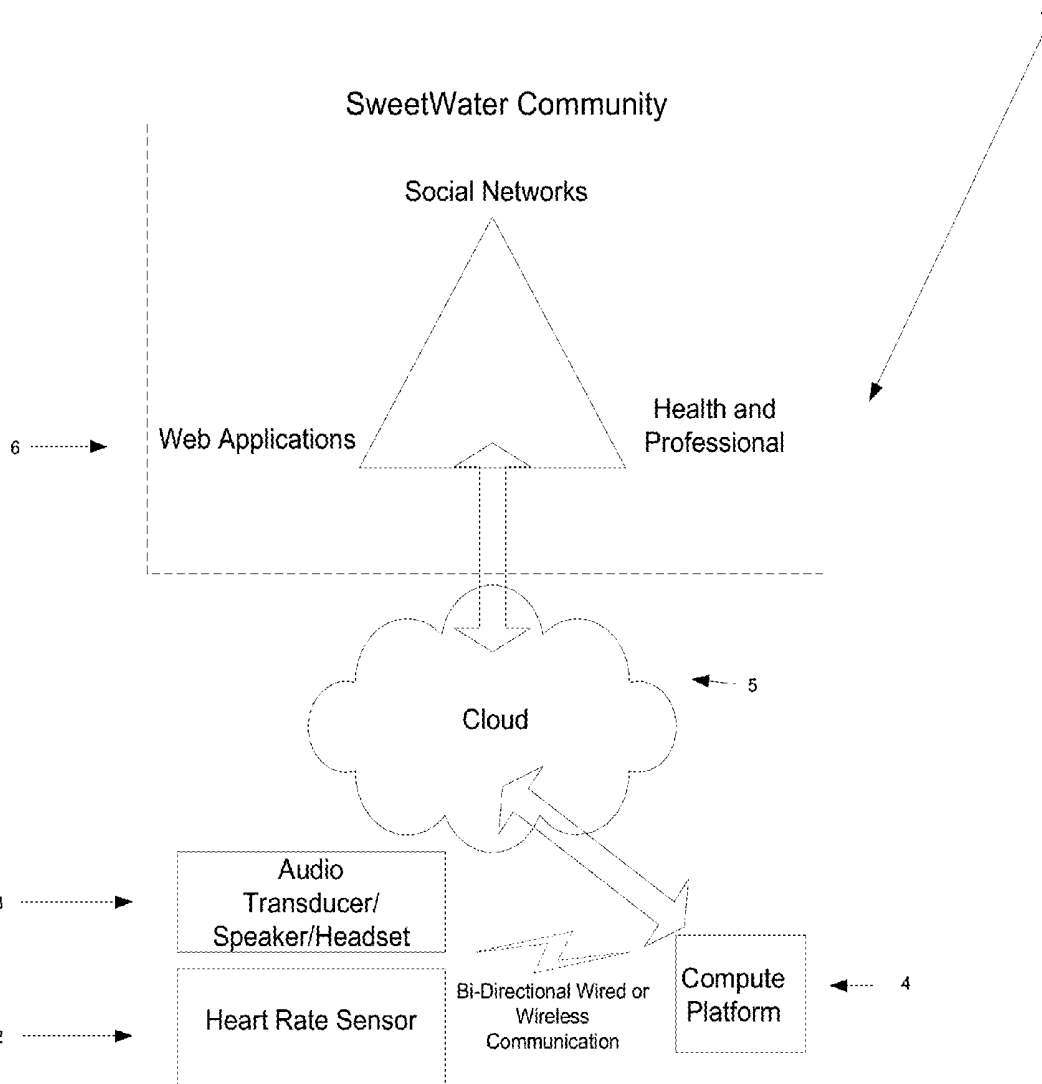 SweetWater Community
Social Networks
Health and
Professional
6
Web Applications
5
Cloud
Audio
Transducer/
Speaker/Headset
Bi-Directional Wired or
Wireless
Communication
Compute
Platform
4
Heart Rate Sensor
2